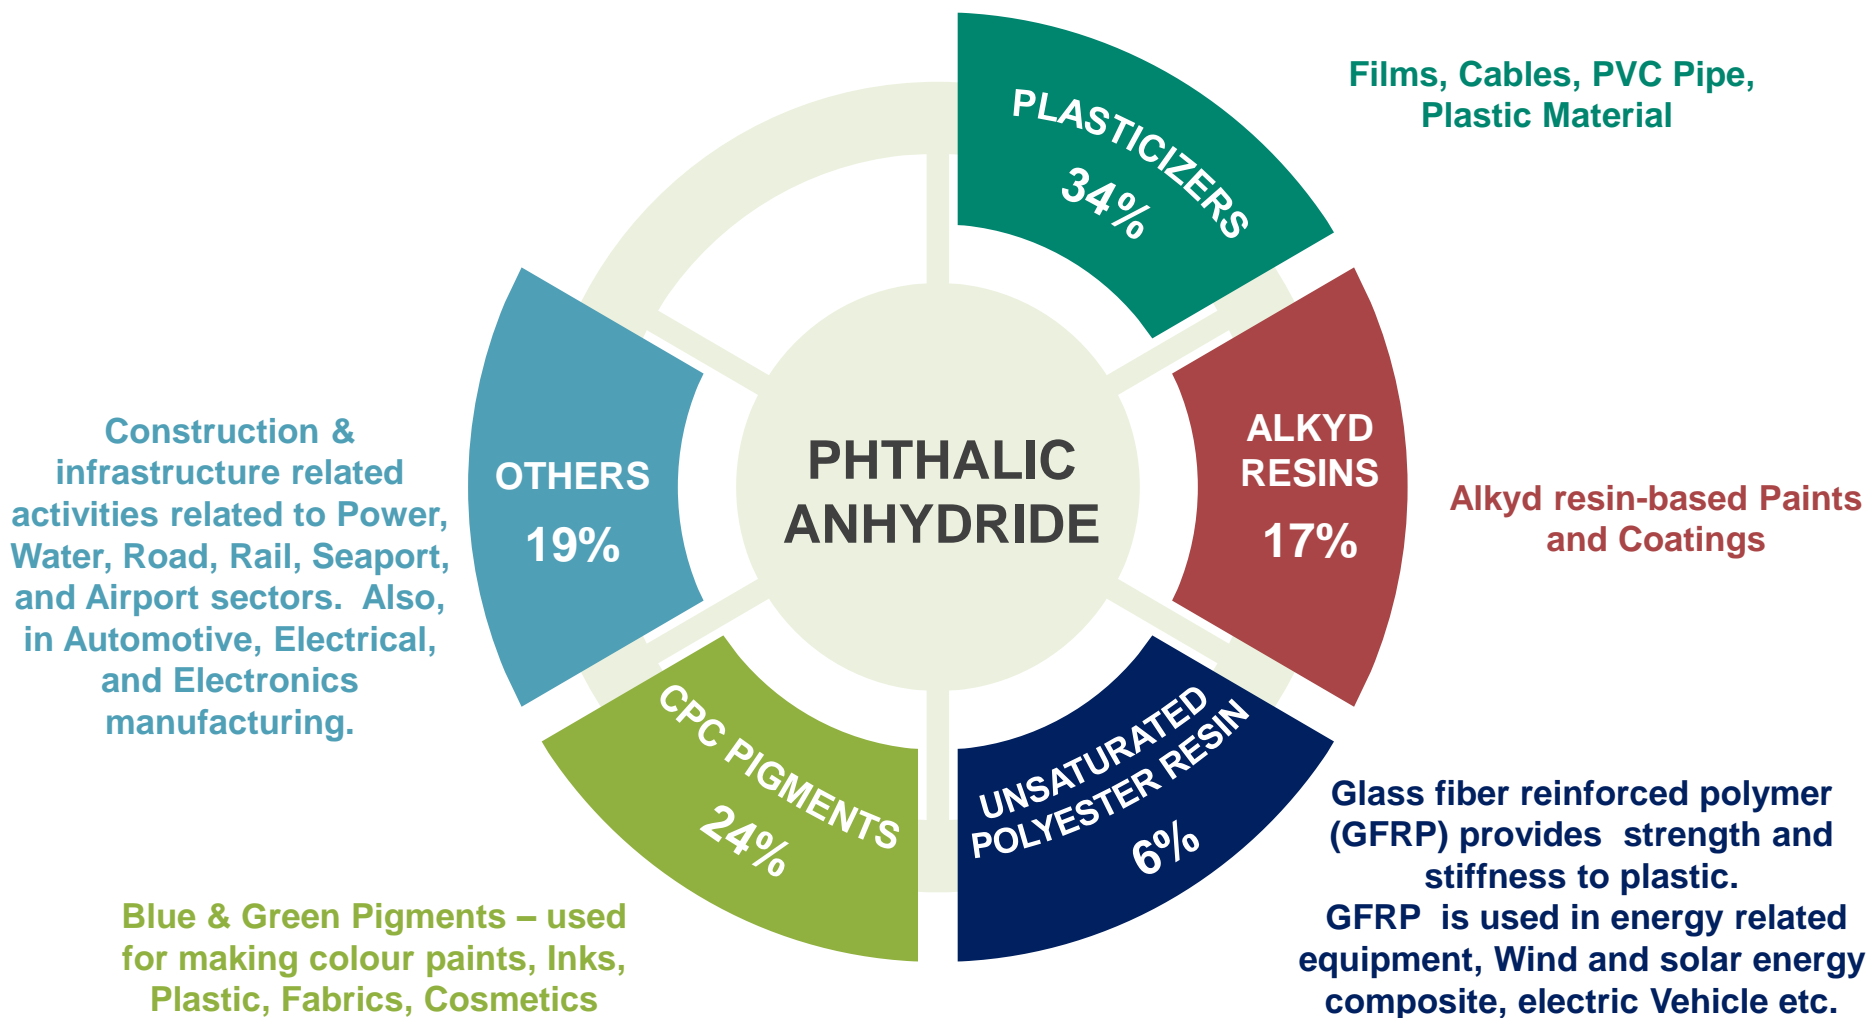 PLASTICIZERS
34%
Films, Cables, PVC Pipe,
Plastic Material
ALKYD
RESINS
17%
Alkyd resin-based Paints
and Coatings
UNSATURATED
POLYESTER RESIN
6%
Glass fiber reinforced polymer
(GFRP) provides  strength and
stiffness to plastic.
GFRP  is used in energy related
equipment, Wind and solar energy
composite, electric Vehicle etc.
CPC PIGMENTS
24%
Blue & Green Pigments – used
for making colour paints, Inks,
Plastic, Fabrics, Cosmetics
OTHERS
19%
Construction &
infrastructure related
activities related to Power,
Water, Road, Rail, Seaport,
and Airport sectors.  Also,
in Automotive, Electrical,
and Electronics
manufacturing.
PHTHALIC
ANHYDRIDE